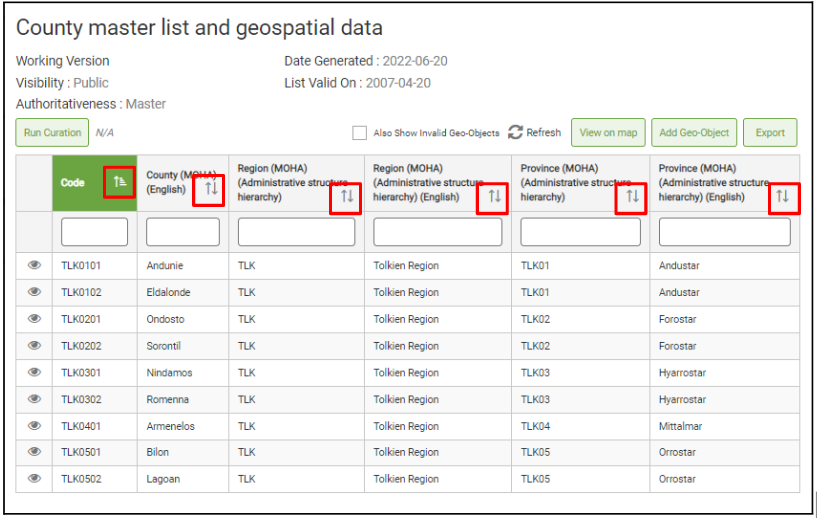 County master list and geospatial data
Working Version Date Generated : 2022-06-20
Visibility : Public List Valid On : 2007-04-20
Authoritativeness : Master
Run Curation N/A Also Show Invalid Geo-Objects Refresh View on map Add Geo-Object Export
Code County (MOHA) (English) Region (MOHA) (Administrative structure hierarchy) Region (MOHA) (Administrative structure hierarchy) (English) Province (MOHA) (Administrative structure hierarchy) Province (MOHA) (Administrative structure hierarchy) (English)
TLK0101 Andunie TLK Tolkien Region TLK01 Andustar
TLK0102 Eldalonde TLK Tolkien Region TLK01 Andustar
TLK0201 Ondosto TLK Tolkien Region TLK02 Forostar
TLK0202 Sorontil TLK Tolkien Region TLK02 Forostar
TLK0301 Nindamos TLK Tolkien Region TLK03 Hyarrostar
TLK0302 Romenna TLK Tolkien Region TLK03 Hyarrostar
TLK0401 Armenelos TLK Tolkien Region TLK04 Mittalmar
TLK0501 Bilon TLK Tolkien Region TLK05 Orrostar
TLK0502 Lagoan TLK Tolkien Region TLK05 Orrostar